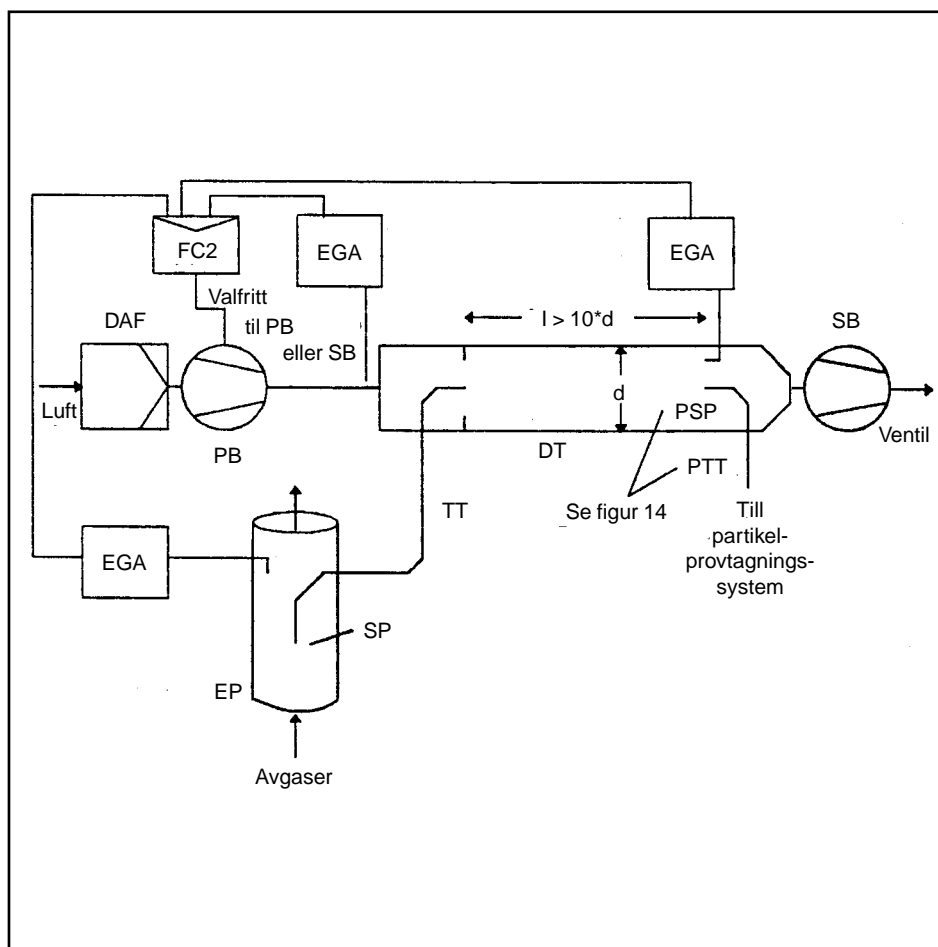 FC2
EGA
EGA
Valfritt
til PB
eller SB
DAF
l > 10*d
SB
Luft
d
PSP
Ventil
PB
DT
PTT
TT
Se figur 14
Till
partikel-
provtagnings-
system
EGA
SP
EP
Avgaser